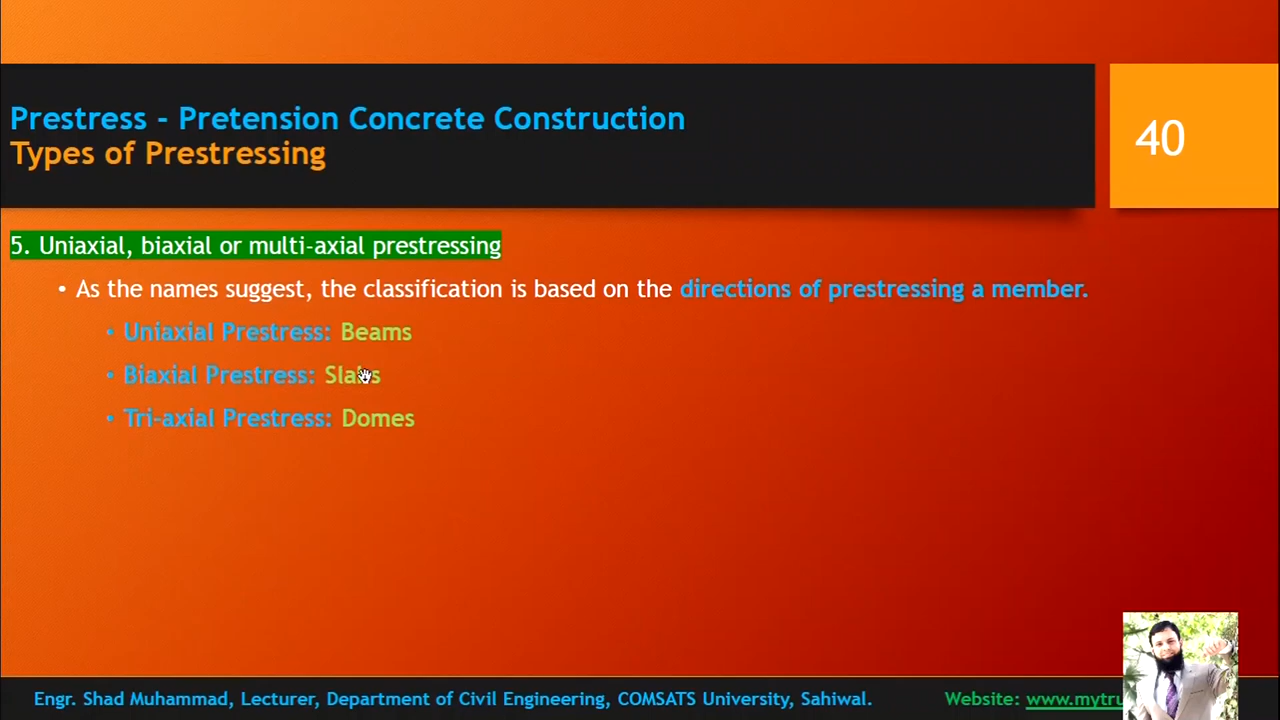 Prestress - Pretension Concrete Construction
Types of Prestressing
40
5. Uniaxial, biaxial or multi-axial prestressing
• As the names suggest, the classification is based on the directions of prestressing a member.
• Uniaxial Prestress: Beams
• Biaxial Prestress: Slabs
• Tri-axial Prestress: Domes
Engr. Shad Muhammad, Lecturer, Department of Civil Engineering, COMSATS University, Sahiwal.
Website: